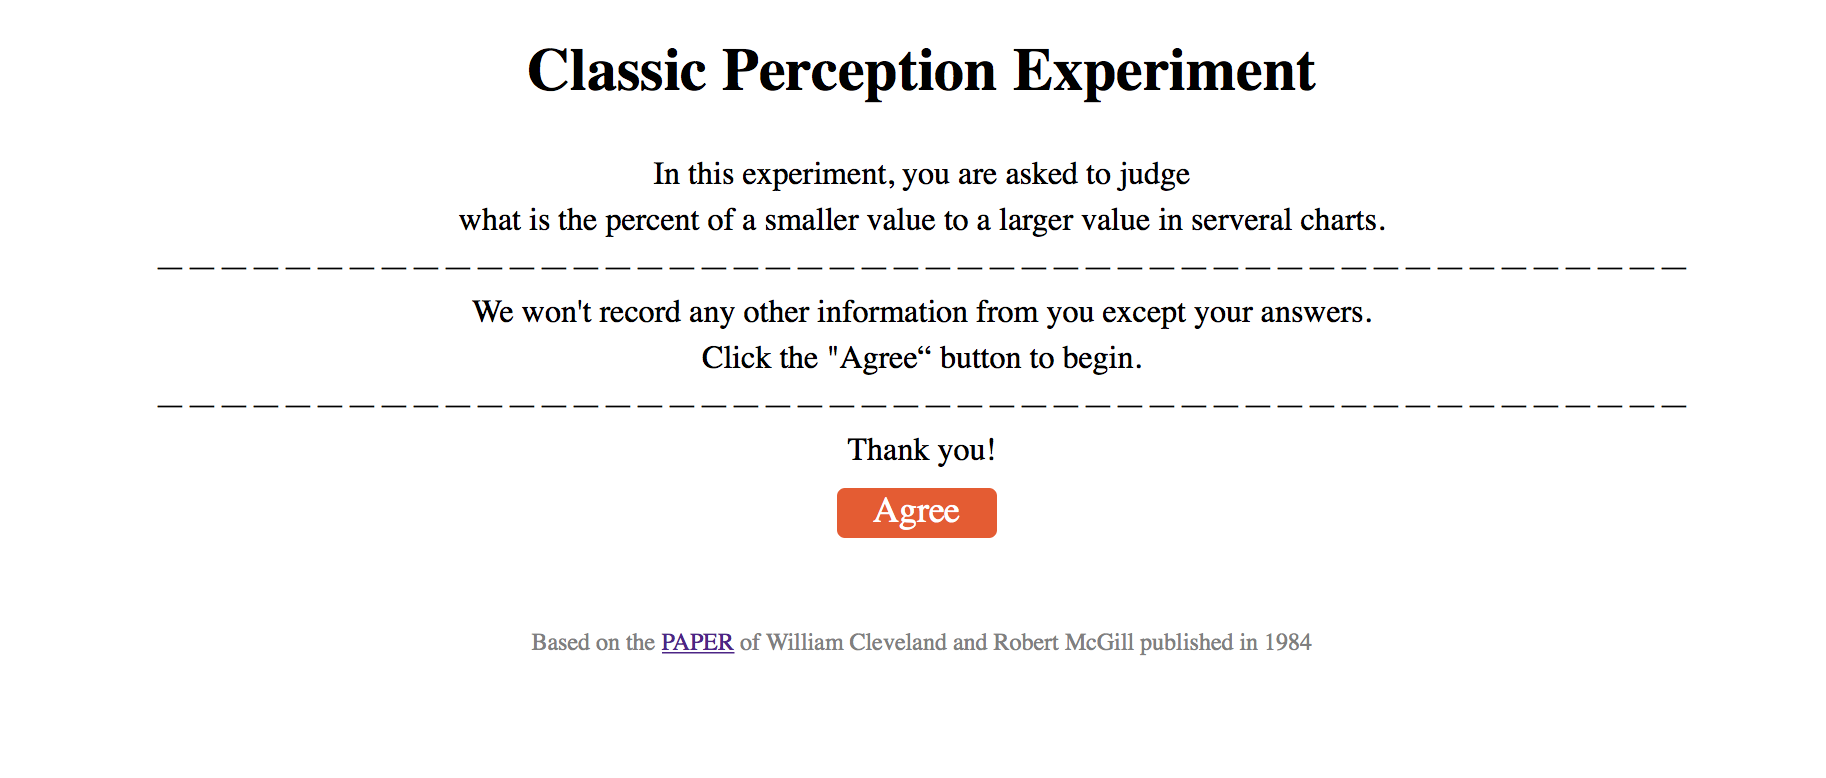 Classic Perception Experiment
In this experiment, you are asked to judge
what is the percent of a smaller value to a larger value in serveral charts.
We won't record any other information from you except your answers.
Click the "Agree“ button to begin.
Thank you!
Agree
Based on the PAPER of William Cleveland and Robert McGill published in 1984